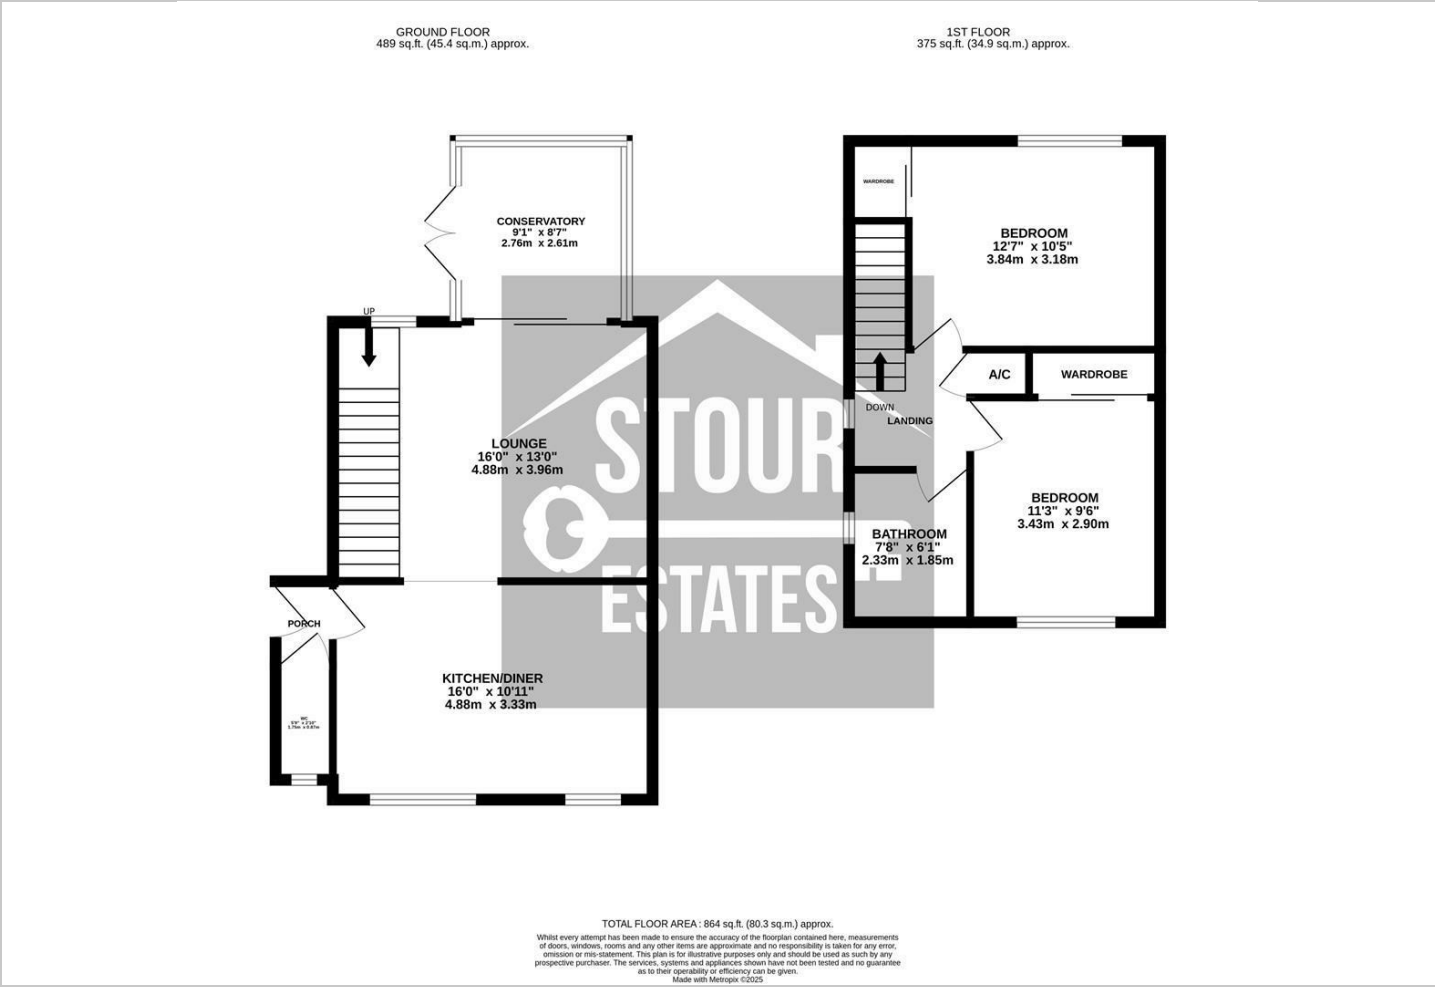 GROUND FLOOR
489 sq.ft. (45.4 sq.m.) approx.
1ST FLOOR
375 sq.ft. (34.9 sq.m.) approx.
CONSERVATORY
9'1" x 8'7"
2.76m x 2.61m
UP
LOUNGE
16'0" x 13'0"
4.88m x 3.96m
PORCH
KITCHEN/DINER
16'0" x 10'11"
4.88m x 3.33m
WC
WARDROBE
BEDROOM
12'7" x 10'5"
3.84m x 3.18m
A/C
WARDROBE
DOWN
LANDING
BEDROOM
11'3" x 9'6"
3.43m x 2.90m
BATHROOM
7'8" x 6'1"
2.33m x 1.85m
STOUR
ESTATES
TOTAL FLOOR AREA : 864 sq.ft. (80.3 sq.m.) approx.
Whilst every attempt has been made to ensure the accuracy of the floorplan contained here, measurements
of doors, windows, rooms and any other items are approximate and no responsibility is taken for any error,
omission or mis-statement. This plan is for illustrative purposes only and should be used as such by any
prospective purchaser. The services, systems and appliances shown have not been tested and no guarantee
as to their operability or efficiency can be given.
Made with Metropix ©2025